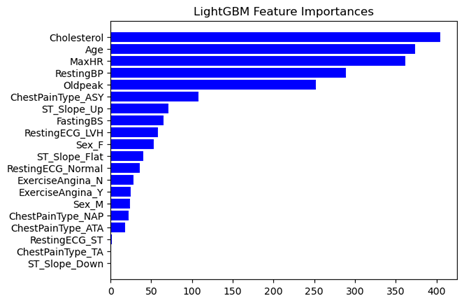 LightGBM Feature Importances
Cholesterol
Age
MaxHR
RestingBP
Oldpeak
ChestPainType_ASY
ST_Slope_Up
FastingBS
RestingECG_LVH
Sex_F
ST_Slope_Flat
RestingECG_Normal
ExerciseAngina_N
ExerciseAngina_Y
Sex_M
ChestPainType_NAP
ChestPainType_ATA
RestingECG_ST
ChestPainType_TA
ST_Slope_Down
0 50 100 150 200 250 300 350 400